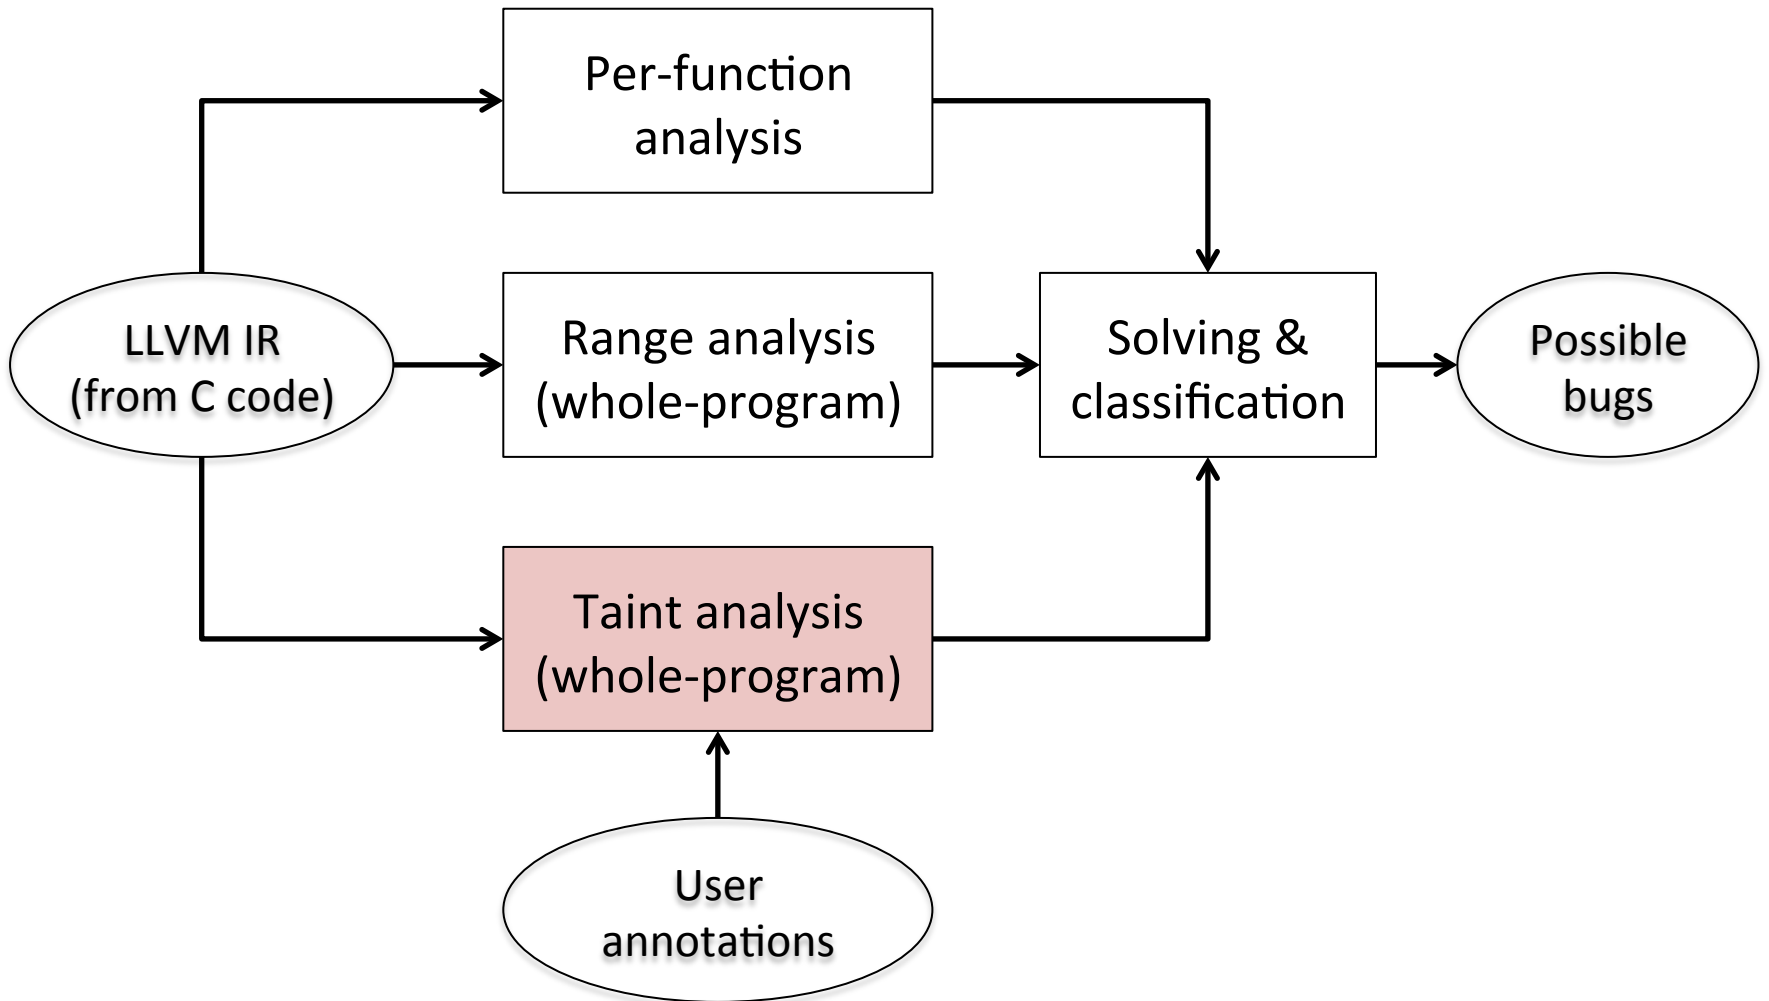 Per-function
analysis
LLVM IR
(from C code)
Range analysis
(whole-program)
Solving &
classification
Possible
bugs
Taint analysis
(whole-program)
User
annotations